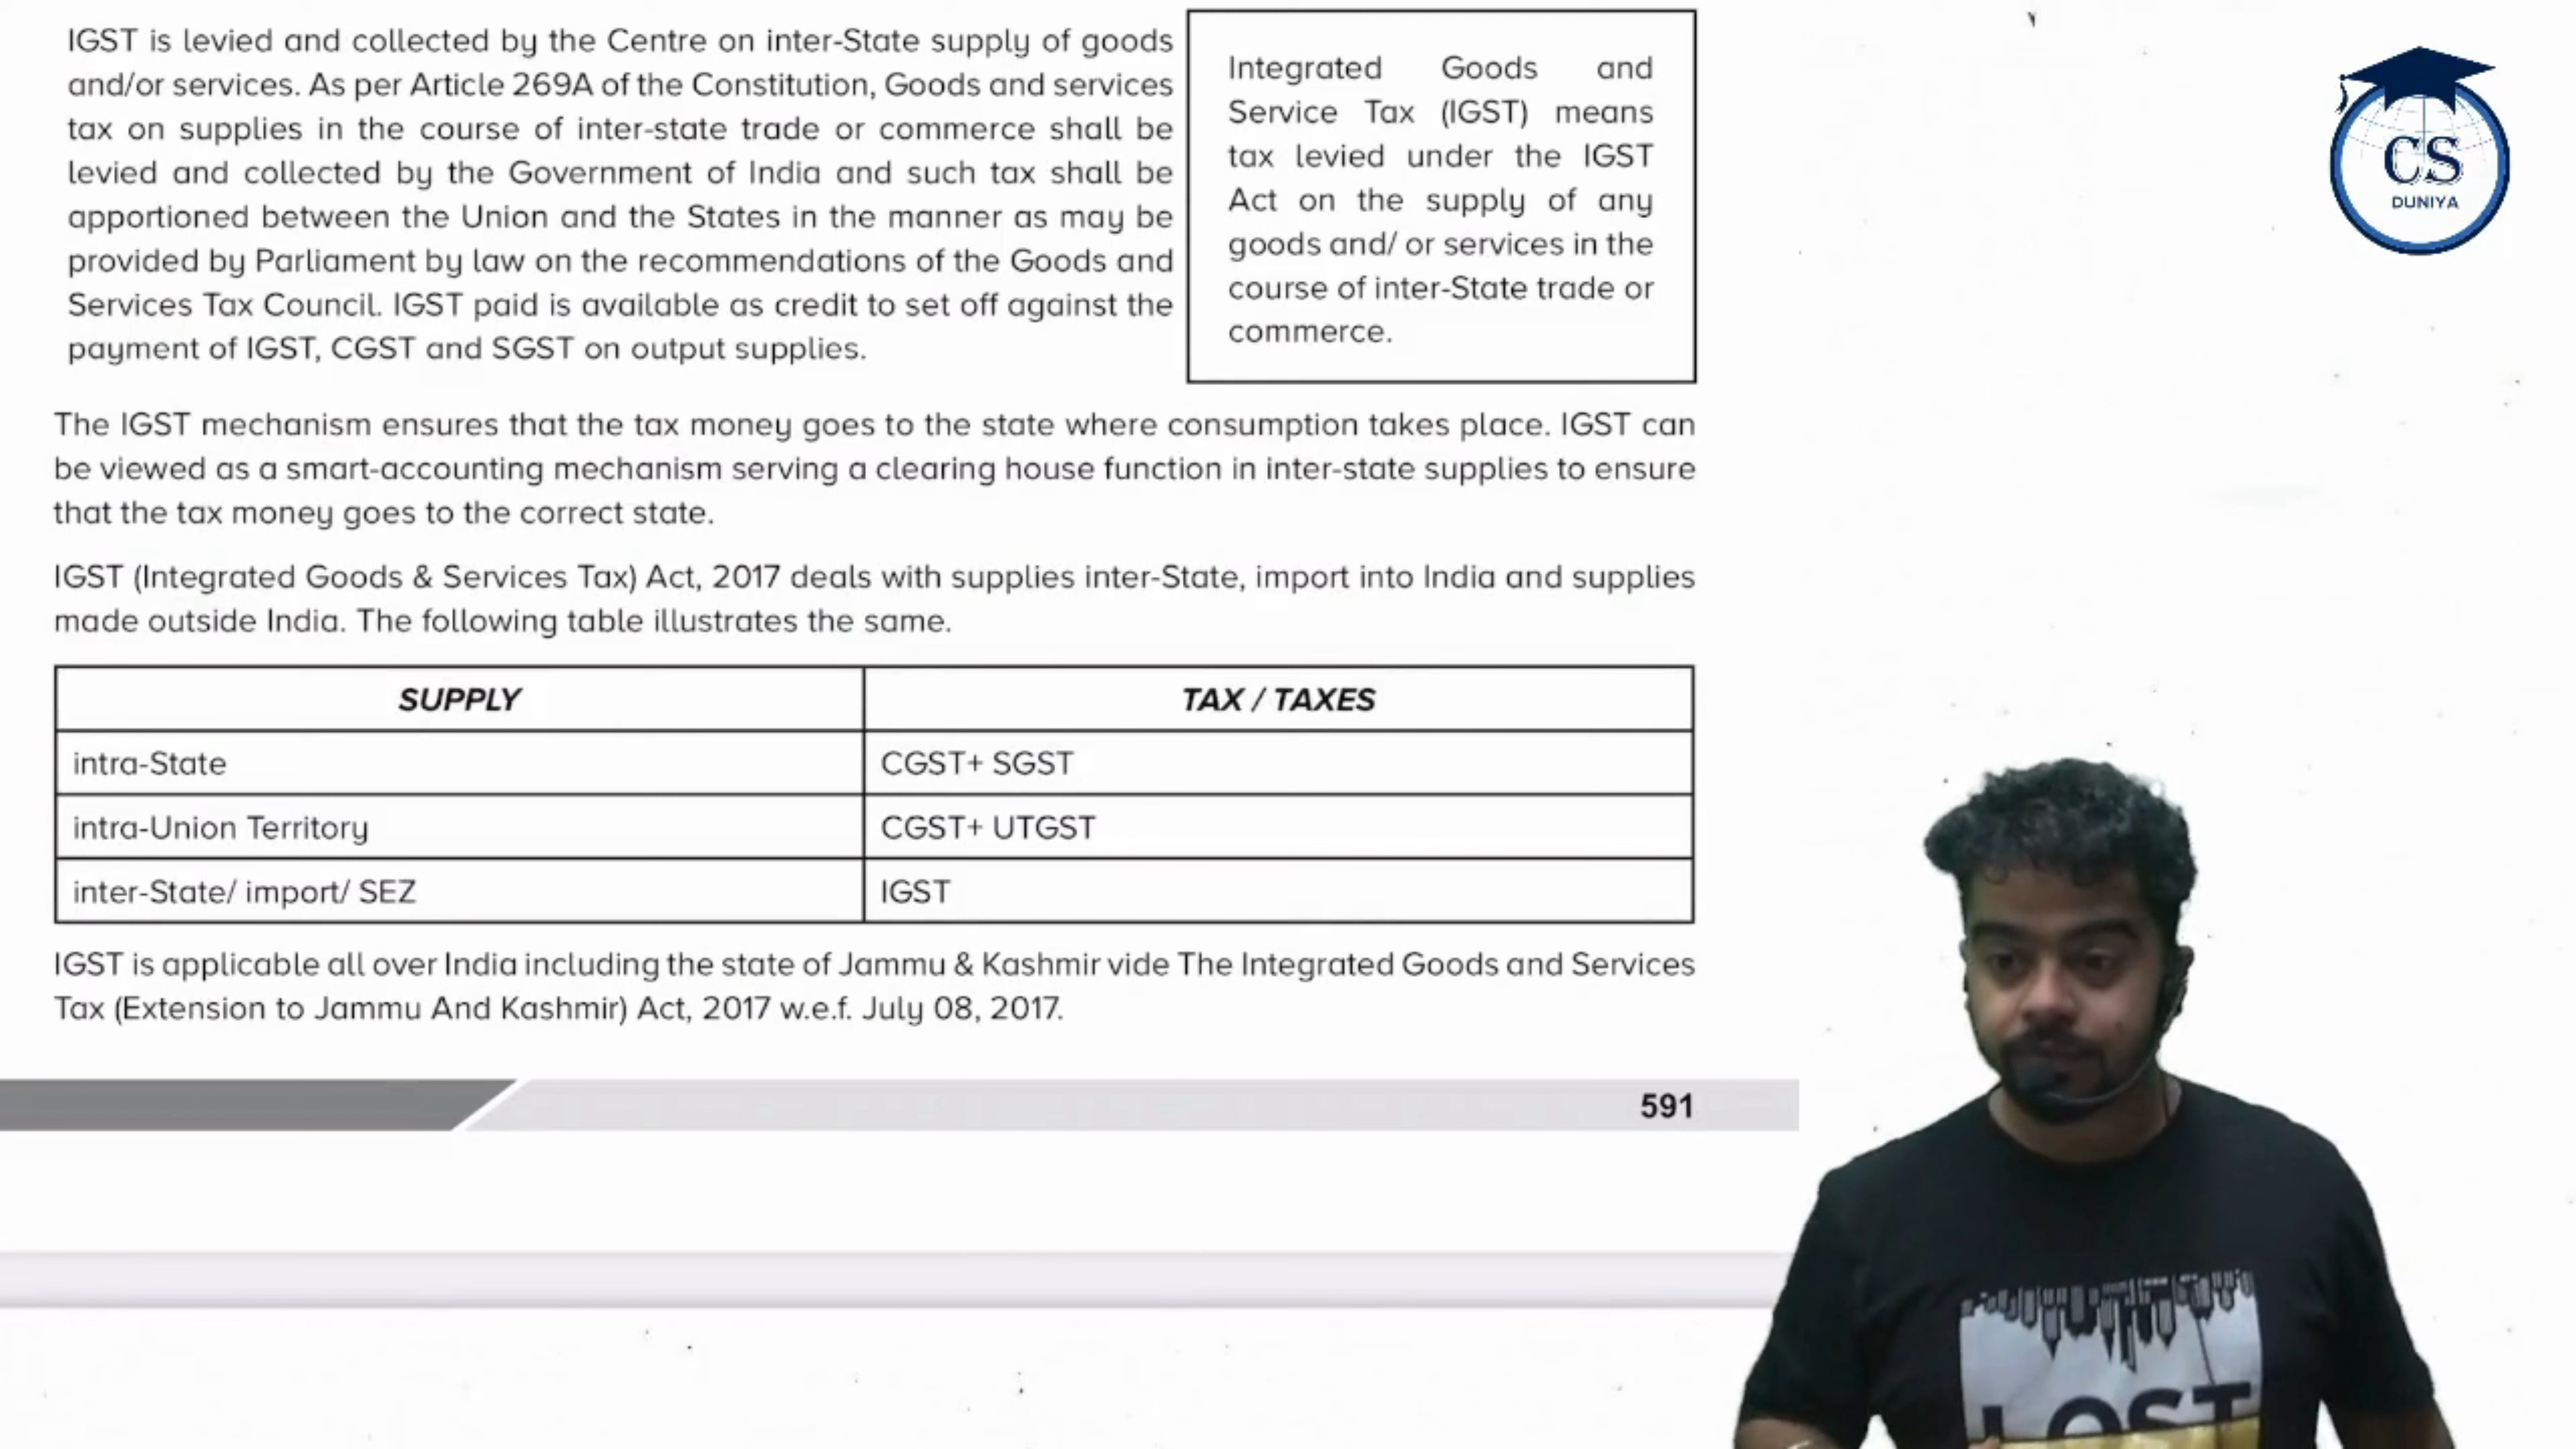 IGST is levied and collected by the Centre on inter-State supply of goods
and/or services. As per Article 269A of the Constitution, Goods and services
tax on supplies in the course of inter-state trade or commerce shall be
levied and collected by the Government of India and such tax shall be
apportioned between the Union and the States in the manner as may be
provided by Parliament by law on the recommendations of the Goods and
Services Tax Council. IGST paid is available as credit to set off against the
payment of IGST, CGST and SGST on output supplies.
Integrated Goods and
Service Tax (IGST) means
tax levied under the IGST
Act on the supply of any
goods and/ or services in the
course of inter-State trade or
commerce.
CS
DUNIYA
The IGST mechanism ensures that the tax money goes to the state where consumption takes place. IGST can
be viewed as a smart-accounting mechanism serving a clearing house function in inter-state supplies to ensure
that the tax money goes to the correct state.
IGST (Integrated Goods & Services Tax) Act, 2017 deals with supplies inter-State, import into India and supplies
made outside India. The following table illustrates the same.
SUPPLY TAX / TAXES
intra-State CGST+ SGST
intra-Union Territory CGST+ UTGST
inter-State/ import/ SEZ IGST
IGST is applicable all over India including the state of Jammu & Kashmir vide The Integrated Goods and Services
Tax (Extension to Jammu And Kashmir) Act, 2017 w.e.f. July 08, 2017.
591
LOST